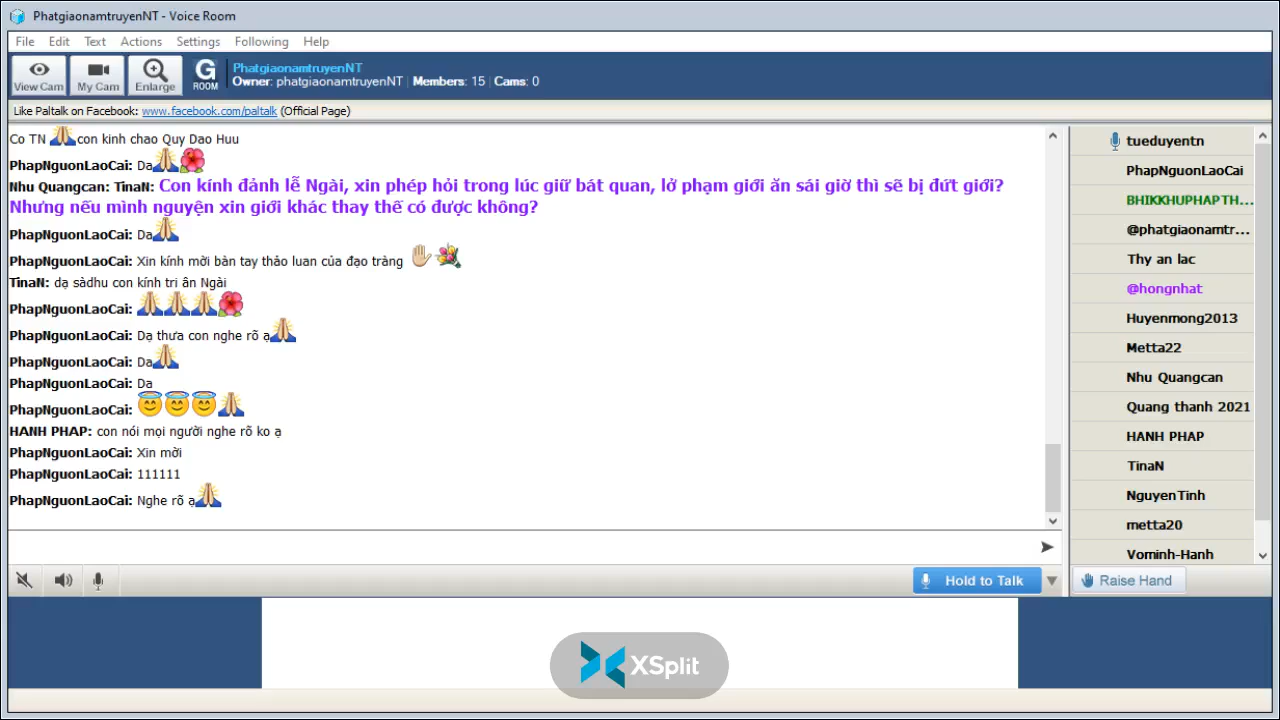 PhatgiaonamtruyenNT - Voice Room
File Edit Text Actions Settings Following Help
View Cam My Cam Enlarge G ROOM
PhatgiaonamtruyenNT
Owner: phatgiaonamtruyenNT Members: 15 Cams: 0
Like Paltalk on Facebook: www.facebook.com/paltalk (Official Page)
Co TN con kinh chao Quy Dao Huu
PhapNguonLaoCai: Da
Nhu Quangcan: TinaN: Con kính đảnh lễ Ngài, xin phép hỏi trong lúc giữ bát quan, lở phạm giới ăn sái giờ thì sẽ bị đứt giới?
Nhưng nếu mình nguyện xin giới khác thay thế có được không?
PhapNguonLaoCai: Da
PhapNguonLaoCai: Xin kính mời bàn tay thảo luan của đạo tràng
TinaN: dạ sàdhu con kính tri ân Ngài
PhapNguonLaoCai:
PhapNguonLaoCai: Dạ thưa con nghe rõ ạ
PhapNguonLaoCai: Da
PhapNguonLaoCai: Da
PhapNguonLaoCai:
HANH PHAP: con nói mọi người nghe rõ ko ạ
PhapNguonLaoCai: Xin mời
PhapNguonLaoCai: 111111
PhapNguonLaoCai: Nghe rõ ạ
Hold to Talk
tueduyentn
PhapNguonLaoCai
BHIKKHUPHAPTH...
@phatgiaonamtr...
Thy an lac
@hongnhat
Huyenmong2013
Metta22
Nhu Quangcan
Quang thanh 2021
HANH PHAP
TinaN
NguyenTinh
metta20
Vominh-Hanh
Raise Hand
XSplit